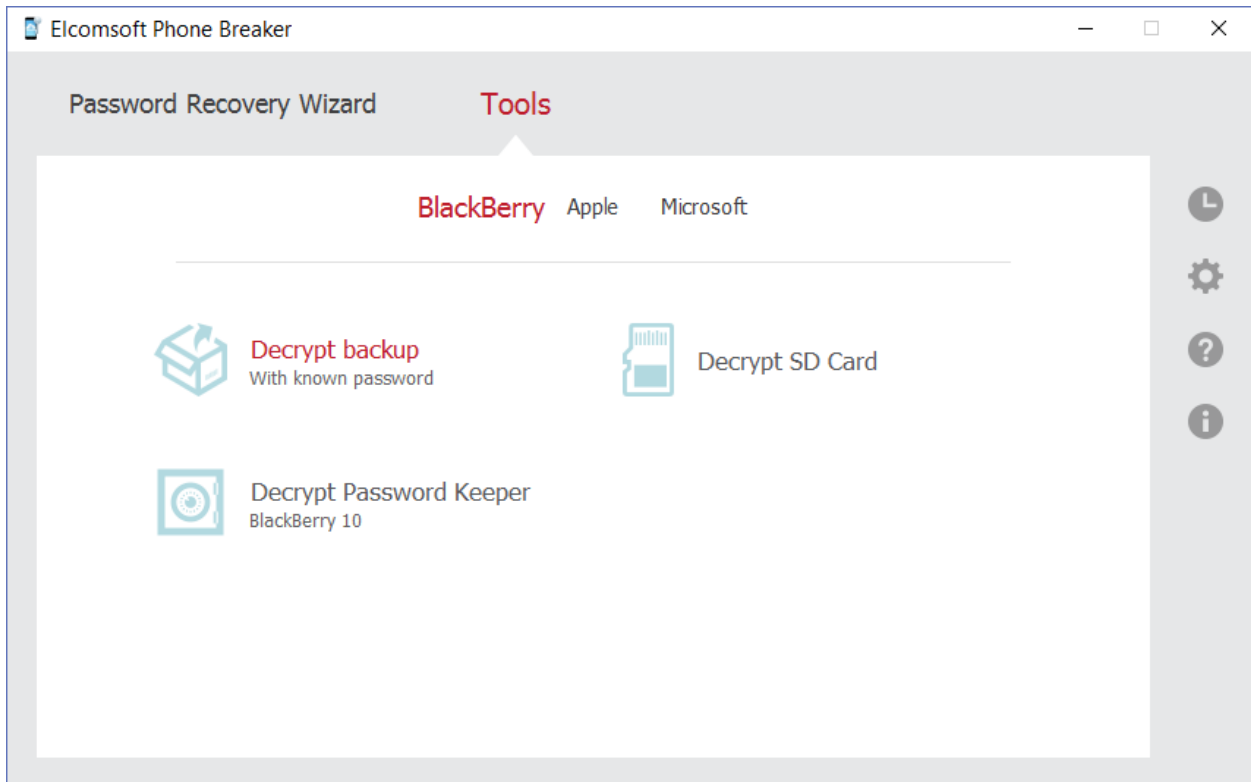 Elcomsoft Phone Breaker
Password Recovery Wizard Tools
BlackBerry Apple Microsoft
Decrypt backup
With known password
Decrypt SD Card
Decrypt Password Keeper
BlackBerry 10